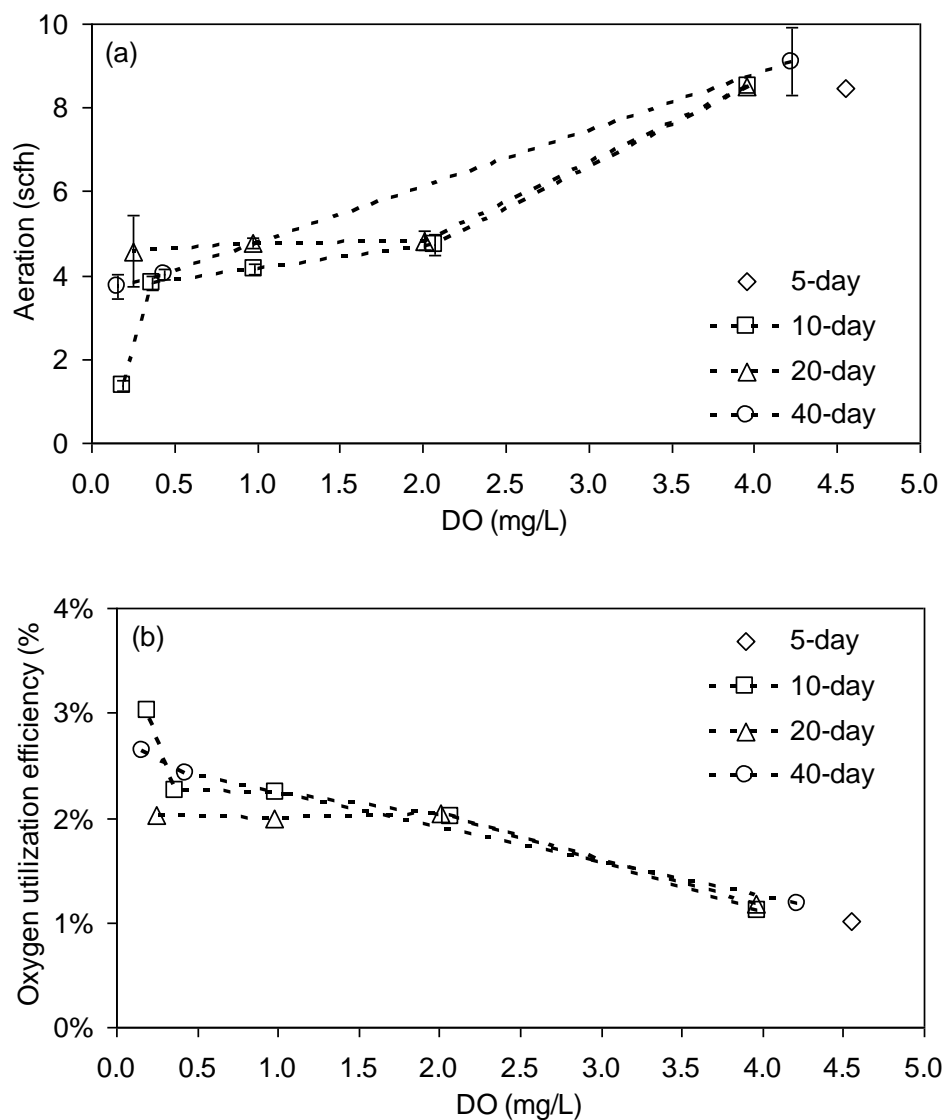 (a)
Aeration (scfh)
10
8
6
4
2
0
5-day
10-day
20-day
40-day
0.0 0.5 1.0 1.5 2.0 2.5 3.0 3.5 4.0 4.5 5.0
DO (mg/L)
(b)
Oxygen utilization efficiency (%
4%
3%
2%
1%
0%
5-day
10-day
20-day
40-day
0.0 0.5 1.0 1.5 2.0 2.5 3.0 3.5 4.0 4.5 5.0
DO (mg/L)